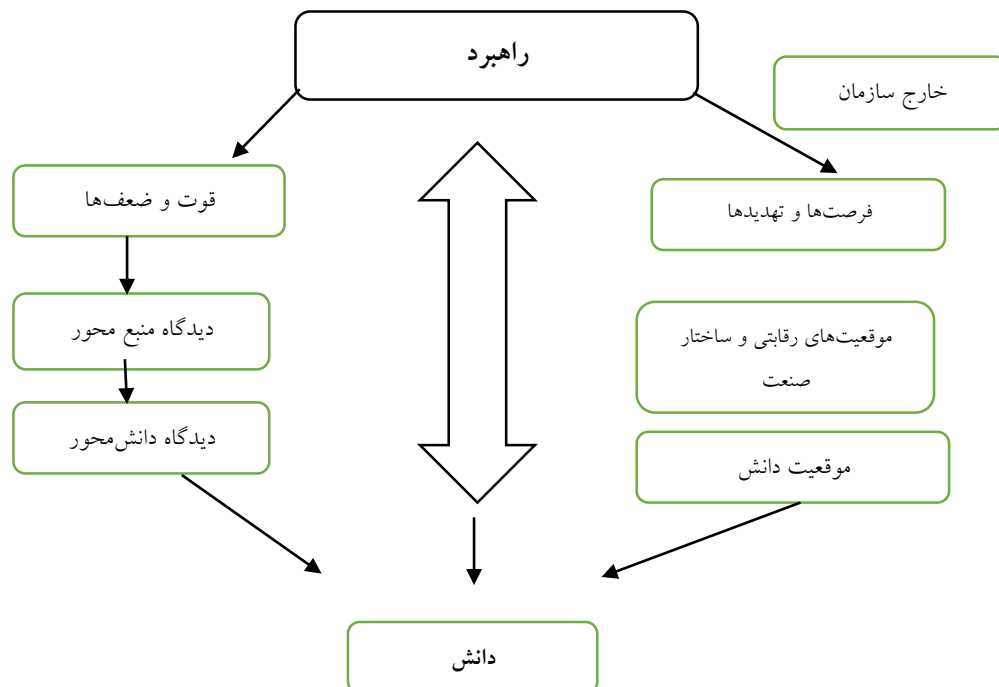 راهبرد
خارج سازمان
قوت و ضعف‌ها
فرصت‌ها و تهدیدها
دیدگاه منبع محور
موقعیت‌های رقابتی و ساختار
صنعت
دیدگاه دانش‌محور
موقعیت دانش
دانش